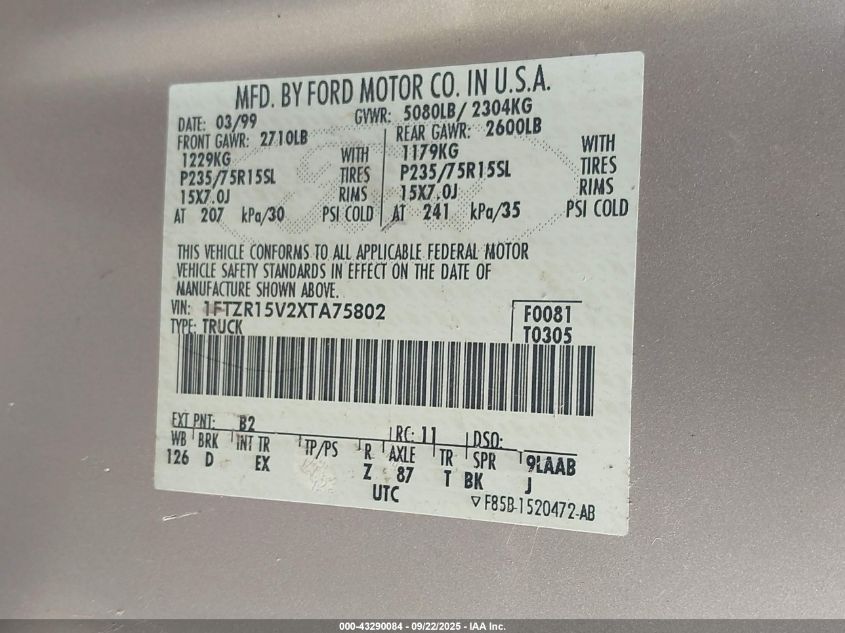 MFD. BY FORD MOTOR CO. IN U.S.A.
DATE: 03/99 GVWR: 5080LB/ 2304KG
FRONT GAWR: 2710LB REAR GAWR: 2600LB
1229KG WITH 1179KG WITH
P235/75R15SL TIRES P235/75R15SL TIRES
15X7.0J RIMS 15X7.0J RIMS
AT 207 kPa/30 PSI COLD AT 241 kPa/35 PSI COLD
THIS VEHICLE CONFORMS TO ALL APPLICABLE FEDERAL MOTOR
VEHICLE SAFETY STANDARDS IN EFFECT ON THE DATE OF
MANUFACTURE SHOWN ABOVE.
VIN: 1FTZR15V2XTA75802 F0081
TYPE: TRUCK T0305
EXT PNT: B2 RC: 11 DSO:
WB BRK INT TR TP/PS R AXLE TR SPR 9LAAB
126 D EX Z 87 T BK J
UTC ▽F85B-1520472-AB
000-43290084 - 09/22/2025 - IAA Inc.